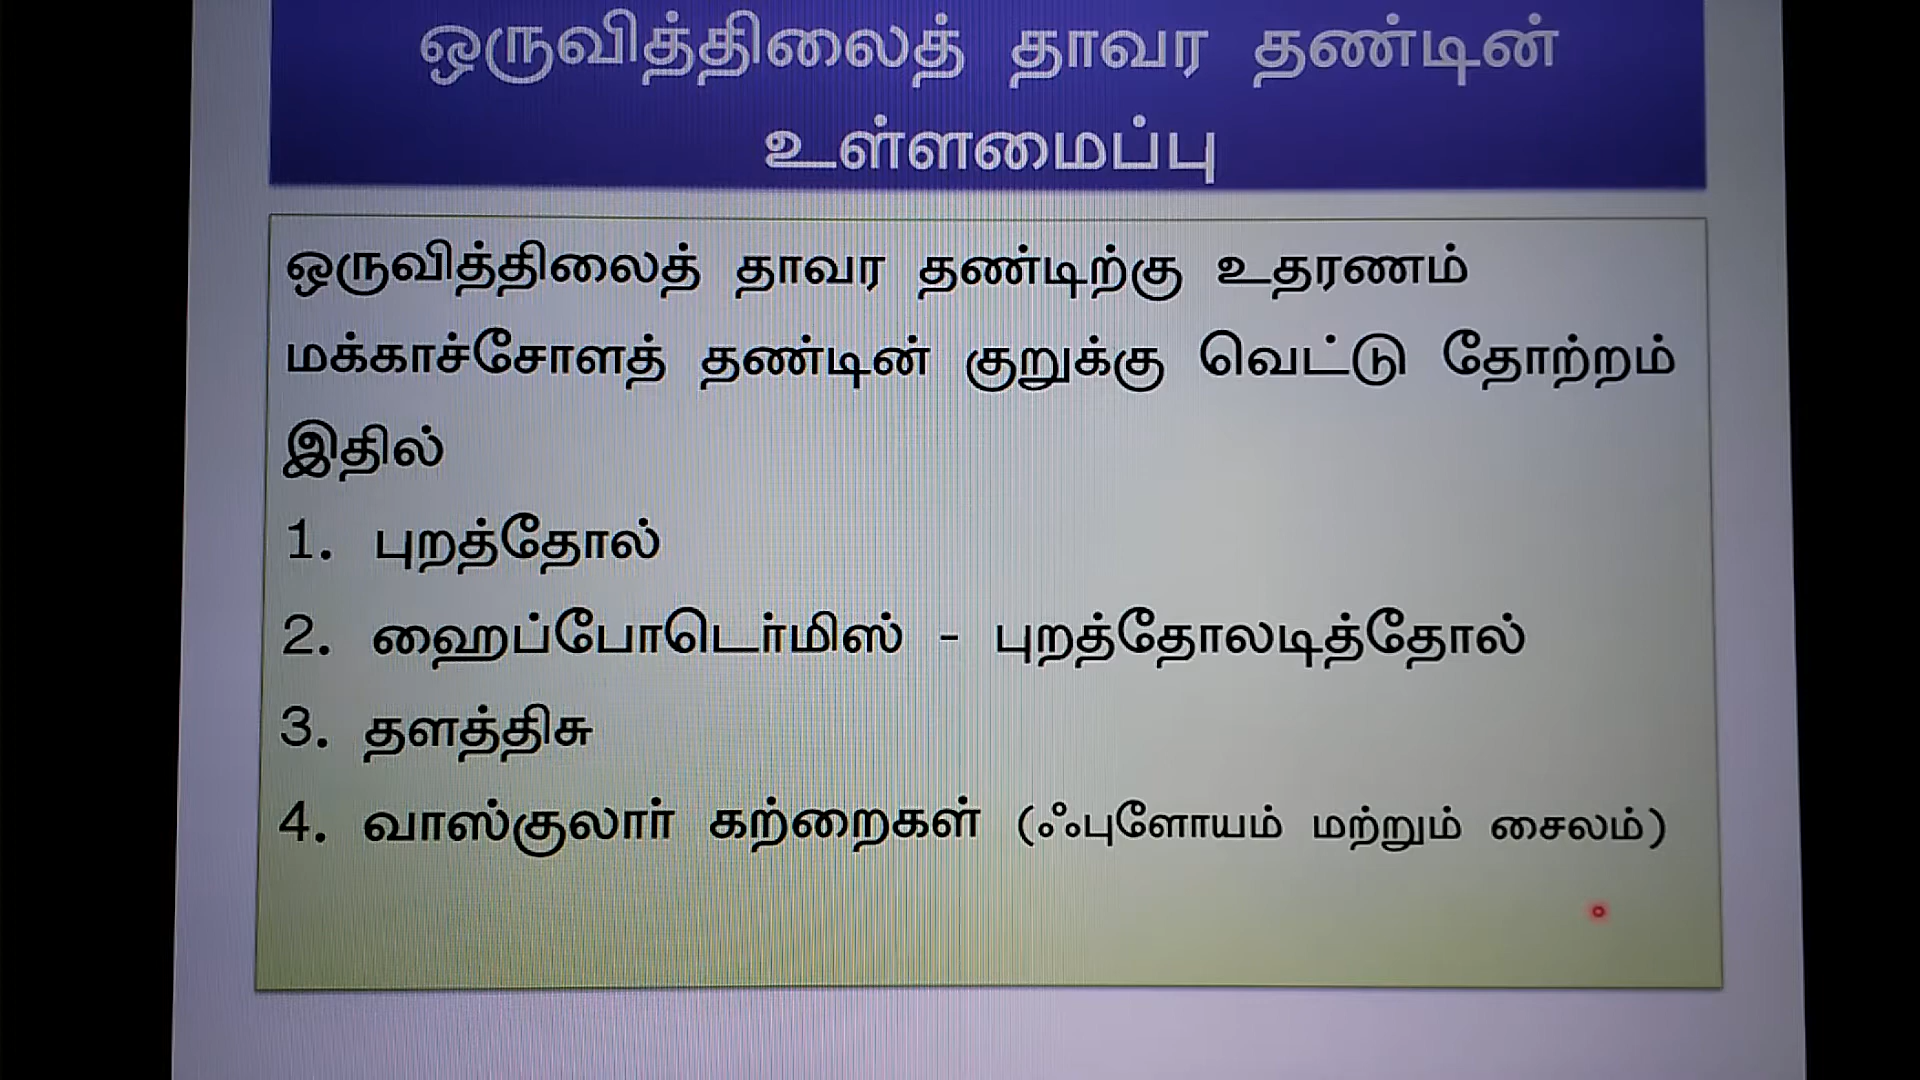 ஒருவித்திலைத் தாவர தண்டின்
உள்ளமைப்பு
ஒருவித்திலைத் தாவர தண்டிற்கு உதரணம்
மக்காச்சோளத் தண்டின் குறுக்கு வெட்டு தோற்றம்
இதில்
1. புறத்தோல்
2. ஹைப்போடெர்மிஸ் - புறத்தோலடித்தோல்
3. தளத்திசு
4. வாஸ்குலார் கற்றைகள் (ஃபுளோயம் மற்றும் சைலம்)